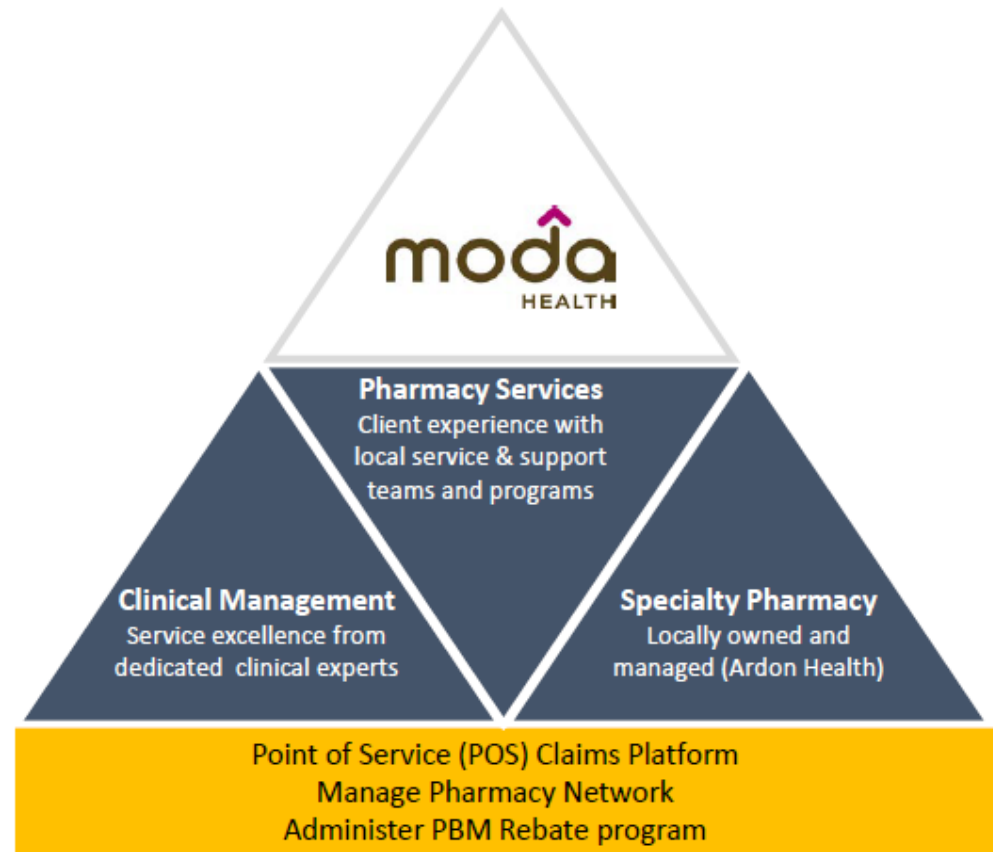 moda
HEALTH
Pharmacy Services
Client experience with
local service & support
teams and programs
Clinical Management
Service excellence from
dedicated clinical experts
Specialty Pharmacy
Locally owned and
managed (Ardon Health)
Point of Service (POS) Claims Platform
Manage Pharmacy Network
Administer PBM Rebate program